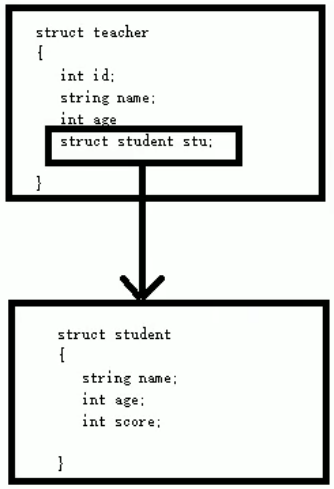 struct teacher
{
int id;
string name;
int age
struct student stu;
}
struct student
{
string name;
int age;
int score;
}